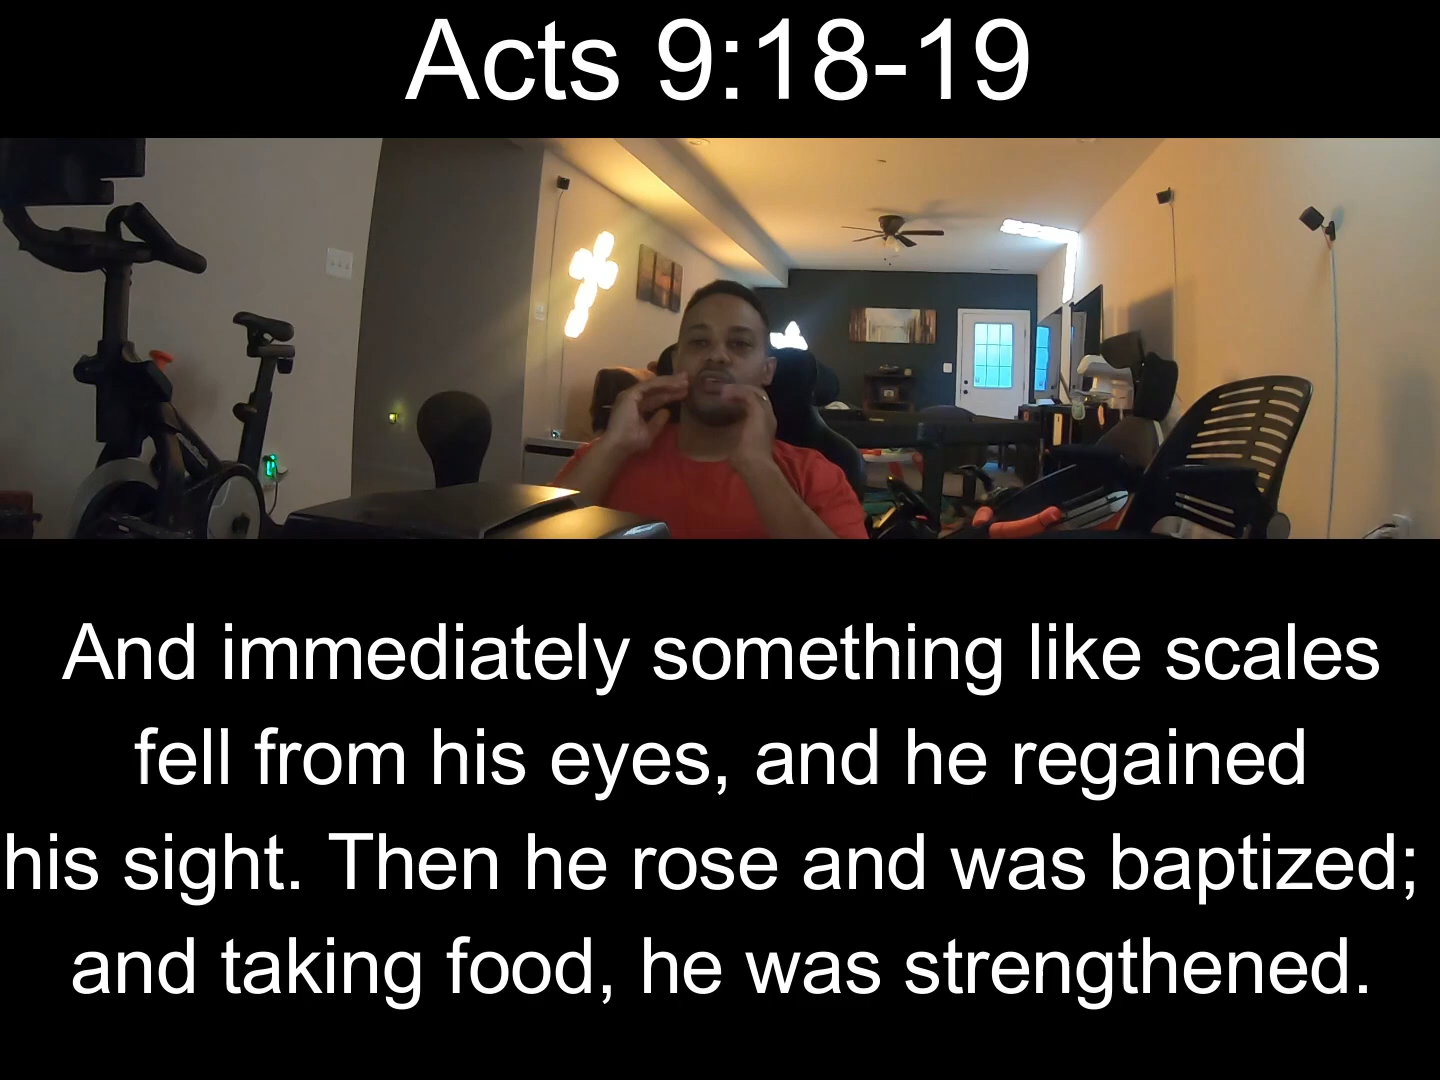 Acts 9:18-19
And immediately something like scales
fell from his eyes, and he regained
his sight. Then he rose and was baptized;
and taking food, he was strengthened.